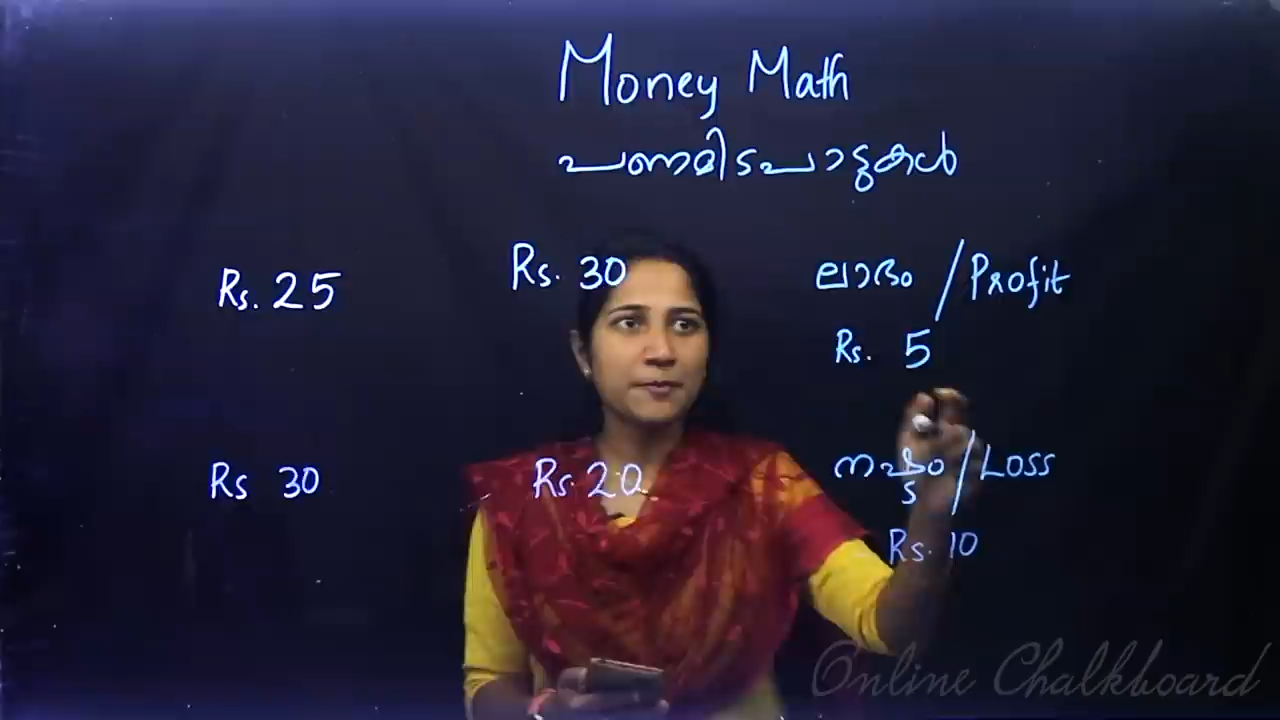 Money Math
പണമിടപാടുകൾ
Rs. 25 Rs. 30 ലാഭം / Profit
Rs. 5
Rs 30 Rs. 20 നഷ്ടം / Loss
Rs. 10
Online Chalkboard